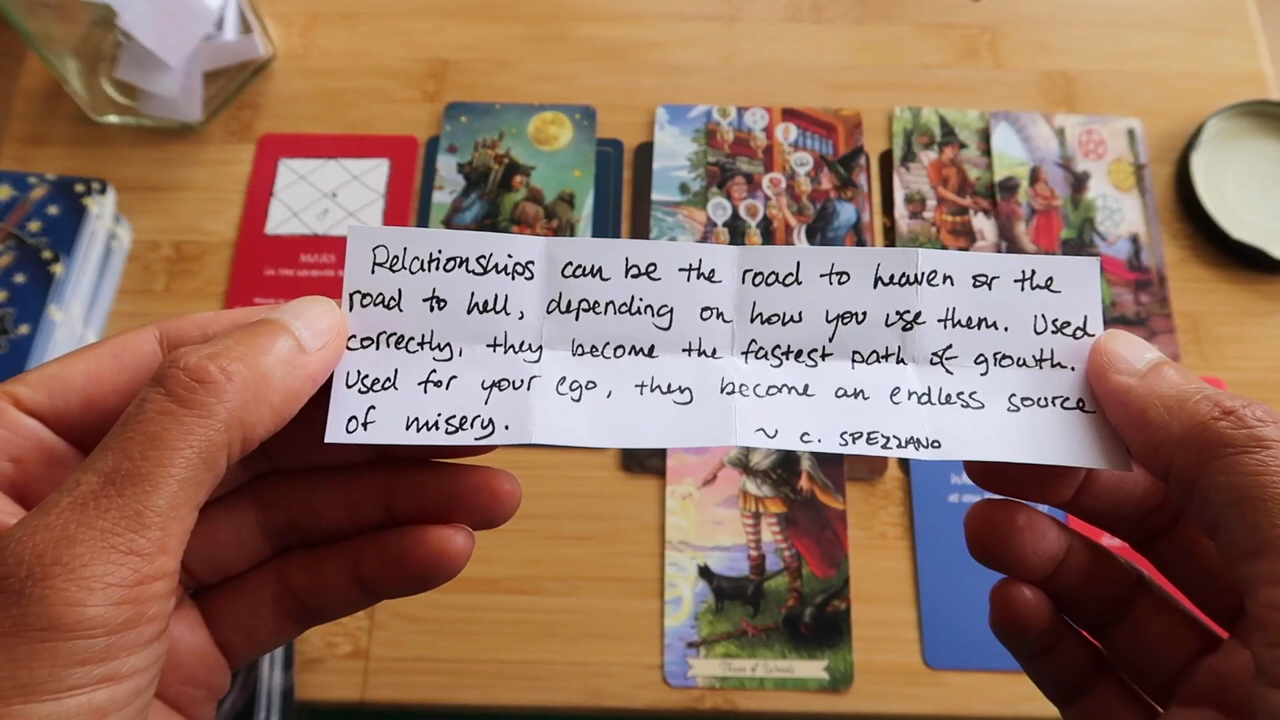 MARS
Relationships can be the road to heaven or the
road to hell, depending on how you use them. Used
correctly, they become the fastest path of growth.
Used for your ego, they become an endless source
of misery.
~ C. SPEZZANO
Three of Wands